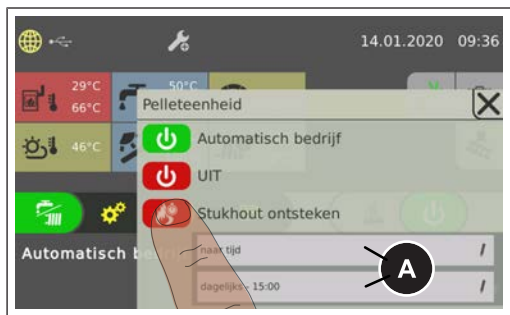 14.01.2020 09:36
29°C
66°C
50°C
46°C
Pelleteenheid
Automatisch bedrijf
UIT
Stukhout ontsteken
Automatisch
naar tijd
dagelijks - 15:00
A